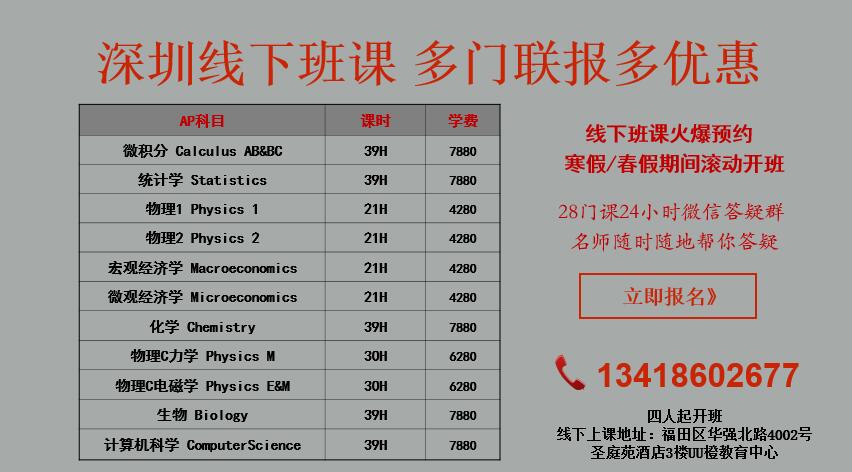 深圳线下班课 多门联报多优惠
AP科目 课时 学费
微积分 Calculus AB&BC 39H 7880
统计学 Statistics 39H 7880
物理1 Physics 1 21H 4280
物理2 Physics 2 21H 4280
宏观经济学 Macroeconomics 21H 4280
微观经济学 Microeconomics 21H 4280
化学 Chemistry 39H 7880
物理C力学 Physics M 30H 6280
物理C电磁学 Physics E&M 30H 6280
生物 Biology 39H 7880
计算机科学 ComputerScience 39H 7880
线下班课火爆预约
寒假/春假期间滚动开班
28门课24小时微信答疑群
名师随时随地帮你答疑
立即报名》
13418602677
四人起开班
线下上课地址：福田区华强北路4002号
圣庭苑酒店3楼UU橙教育中心